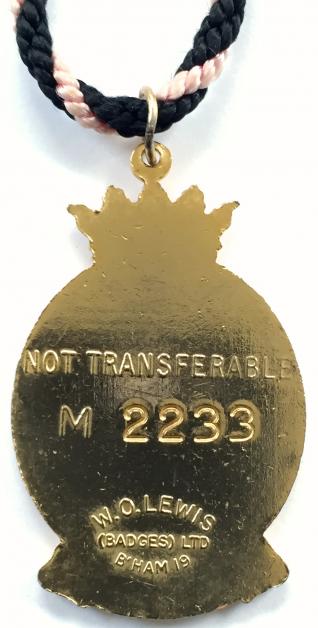 NOT TRANSFERABLE
M 2233
W.O.LEWIS
(BADGES) LTD
B'HAM 19